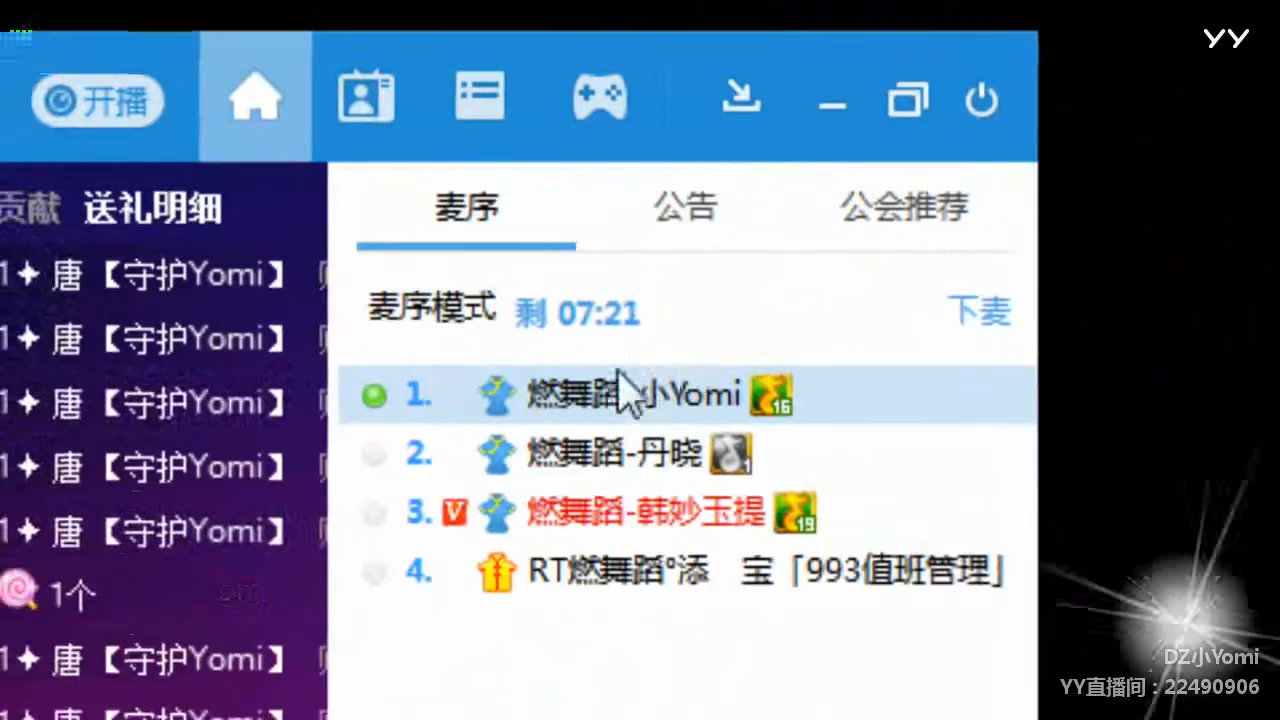 YY
开播
贡献 送礼明细
麦序 公告 公会推荐
1 唐 【守护Yomi】
1 唐 【守护Yomi】
1 唐 【守护Yomi】
1 唐 【守护Yomi】
1 唐 【守护Yomi】
1个
1 唐 【守护Yomi】
麦序模式 剩 07:21 下麦
1. 燃舞蹈 小Yomi 16
2. 燃舞蹈-丹晓 1
3. V 燃舞蹈-韩妙玉提 19
4. RT燃舞蹈°添 宝「993值班管理」
DZ小Yomi
YY直播间：22490906